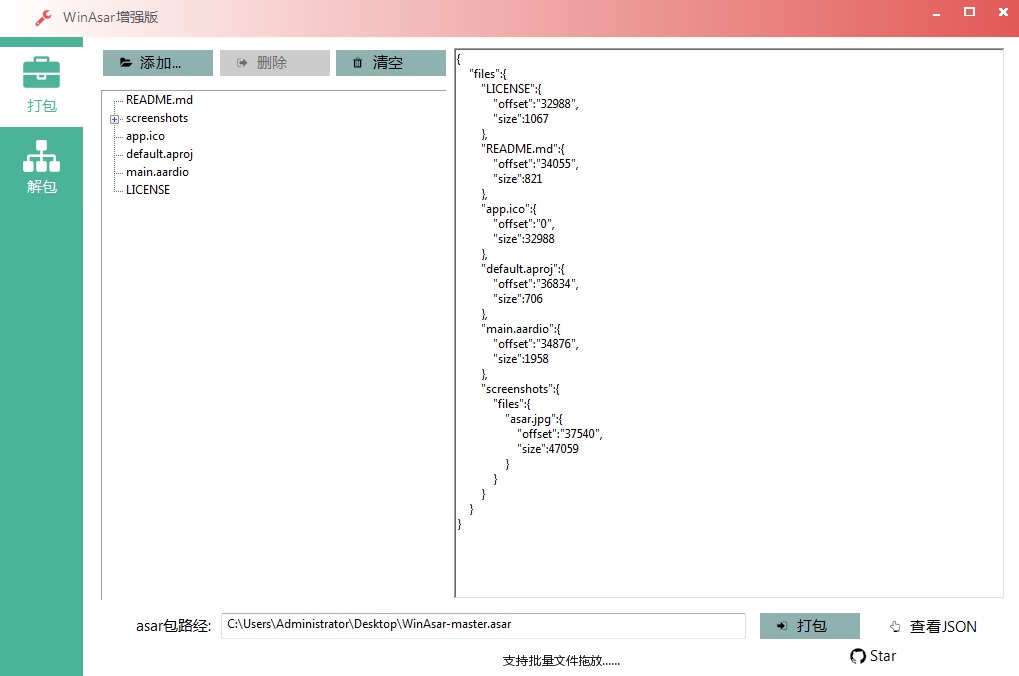 WinAsar增强版
打包
解包
添加...
删除
清空
README.md
screenshots
app.ico
default.aproj
main.aardio
LICENSE
{
"files":{
"LICENSE":{
"offset":"32988",
"size":1067
},
"README.md":{
"offset":"34055",
"size":821
},
"app.ico":{
"offset":"0",
"size":32988
},
"default.aproj":{
"offset":"36834",
"size":706
},
"main.aardio":{
"offset":"34876",
"size":1958
},
"screenshots":{
"files":{
"asar.jpg":{
"offset":"37540",
"size":47059
}
}
}
}
}
asar包路经:
C:\Users\Administrator\Desktop\WinAsar-master.asar
打包
查看JSON
支持批量文件拖放......
Star